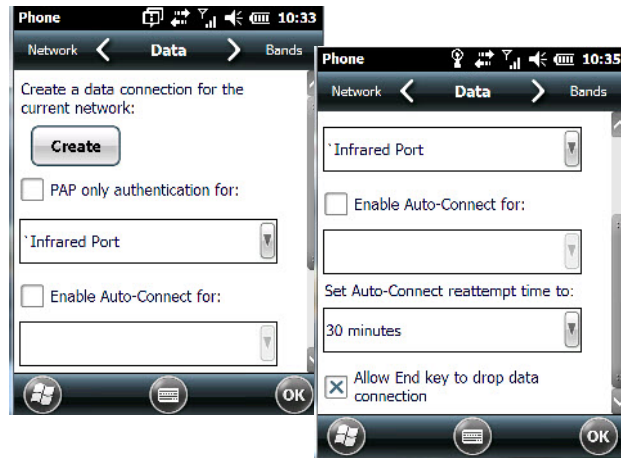 Phone 10:33
Network Data Bands
Create a data connection for the
current network:
Create
PAP only authentication for:
`Infrared Port
Enable Auto-Connect for:
OK
Phone 10:35
Network Data Bands
`Infrared Port
Enable Auto-Connect for:
Set Auto-Connect reattempt time to:
30 minutes
Allow End key to drop data
connection
OK